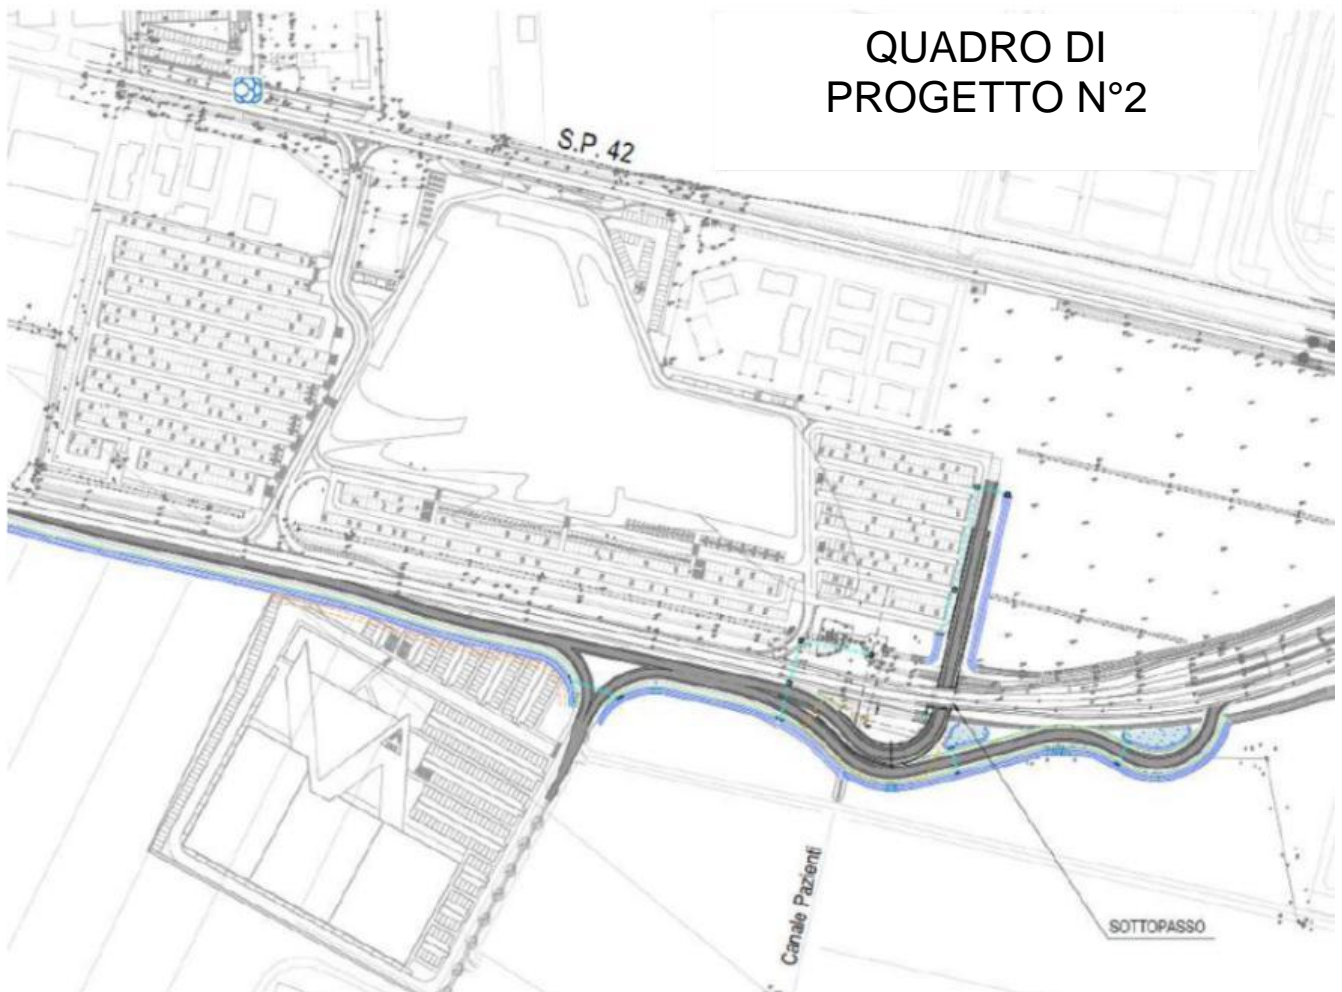 QUADRO DI
PROGETTO N°2
S.P. 42
Canale Pazienti
SOTTOPASSO